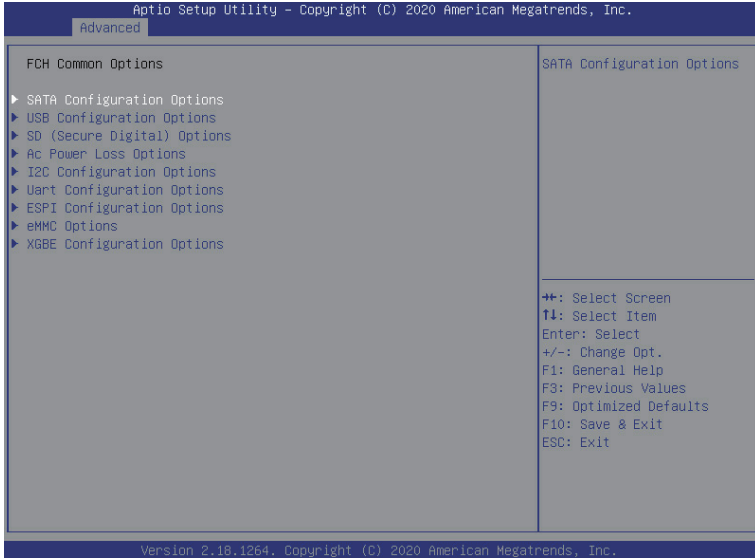 Aptio Setup Utility – Copyright (C) 2020 American Megatrends, Inc.
Advanced
FCH Common Options
SATA Configuration Options
USB Configuration Options
SD (Secure Digital) Options
Ac Power Loss Options
I2C Configuration Options
Uart Configuration Options
ESPI Configuration Options
eMMC Options
XGBE Configuration Options
SATA Configuration Options
→←: Select Screen
↑↓: Select Item
Enter: Select
+/-: Change Opt.
F1: General Help
F3: Previous Values
F9: Optimized Defaults
F10: Save & Exit
ESC: Exit
Version 2.18.1264. Copyright (C) 2020 American Megatrends, Inc.